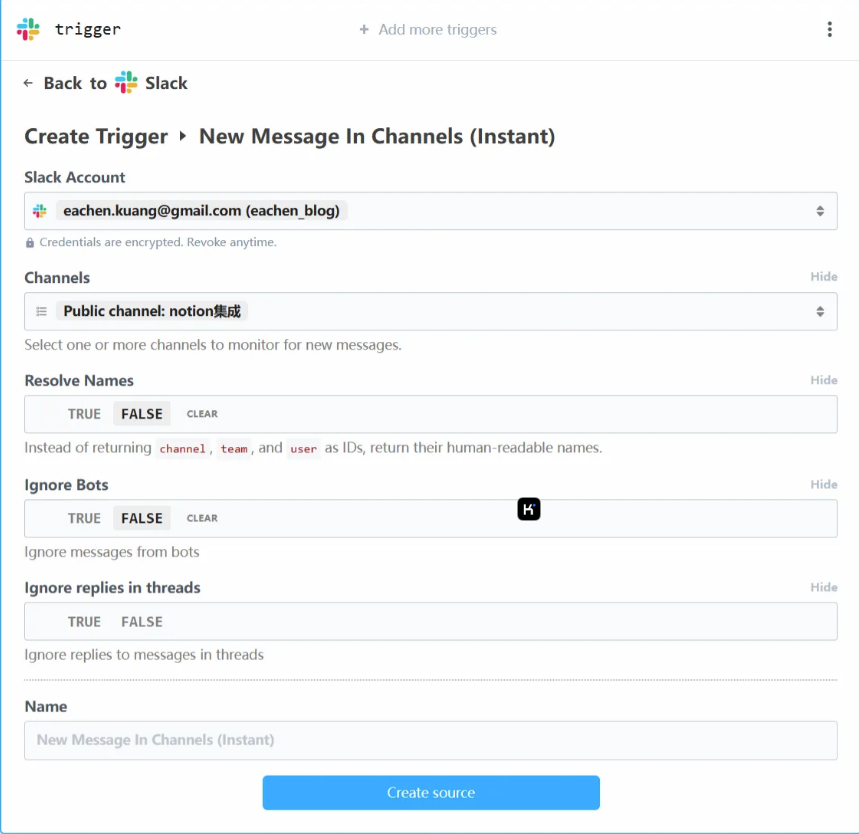 trigger
+ Add more triggers
← Back to Slack
Create Trigger ▸ New Message In Channels (Instant)
Slack Account
eachen.kuang@gmail.com (eachen_blog)
Credentials are encrypted. Revoke anytime.
Channels Hide
Public channel: notion集成
Select one or more channels to monitor for new messages.
Resolve Names Hide
TRUE FALSE CLEAR
Instead of returning channel, team, and user as IDs, return their human-readable names.
Ignore Bots Hide
TRUE FALSE CLEAR
K
Ignore messages from bots
Ignore replies in threads Hide
TRUE FALSE
Ignore replies to messages in threads
Name
New Message In Channels (Instant)
Create source